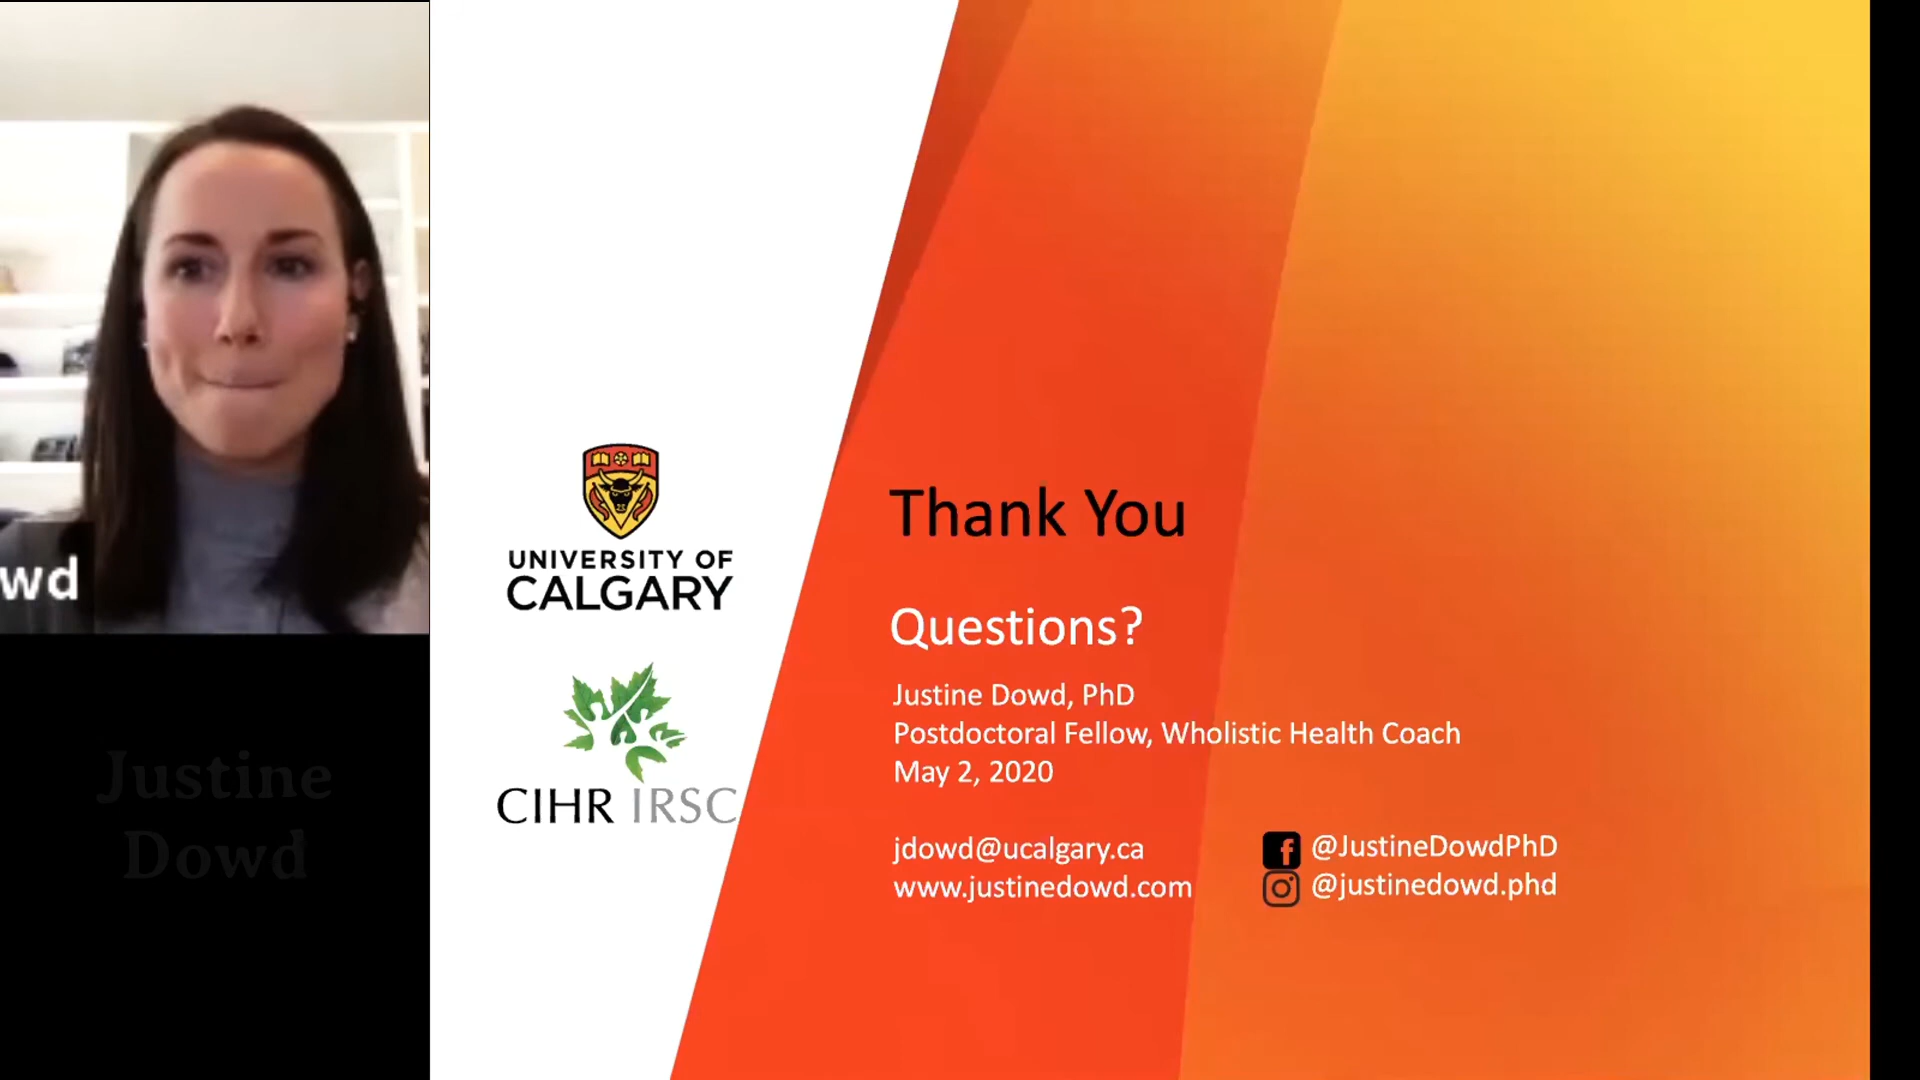 wd
Justine
Dowd
UNIVERSITY OF
CALGARY
CIHR IRSC
Thank You
Questions?
Justine Dowd, PhD
Postdoctoral Fellow, Wholistic Health Coach
May 2, 2020
jdowd@ucalgary.ca
www.justinedowd.com
@JustineDowdPhD
@justinedowd.phd